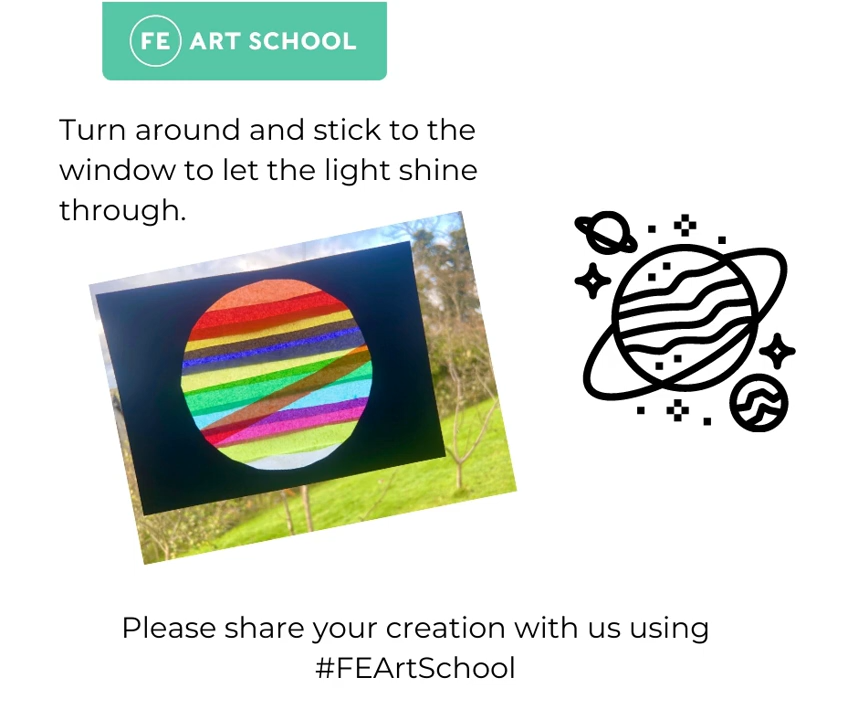 FE ART SCHOOL
Turn around and stick to the
window to let the light shine
through.
Please share your creation with us using
#FEArtSchool